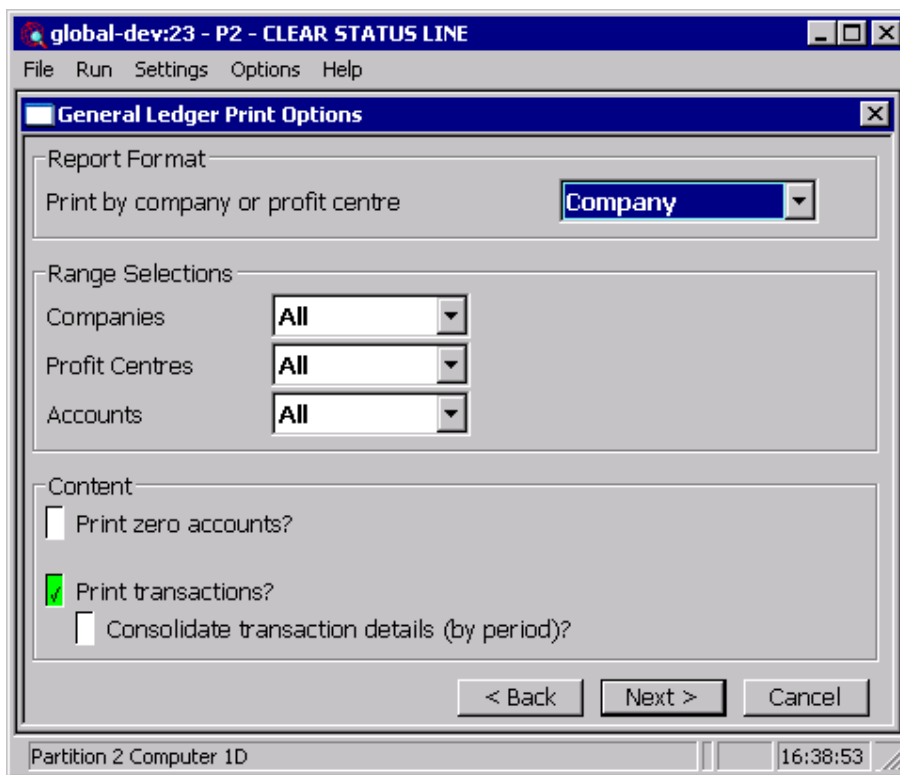 global-dev:23 - P2 - CLEAR STATUS LINE
File Run Settings Options Help
General Ledger Print Options
Report Format
Print by company or profit centre Company
Range Selections
Companies All
Profit Centres All
Accounts All
Content
Print zero accounts?
Print transactions?
Consolidate transaction details (by period)?
< Back Next > Cancel
Partition 2 Computer 1D 16:38:53